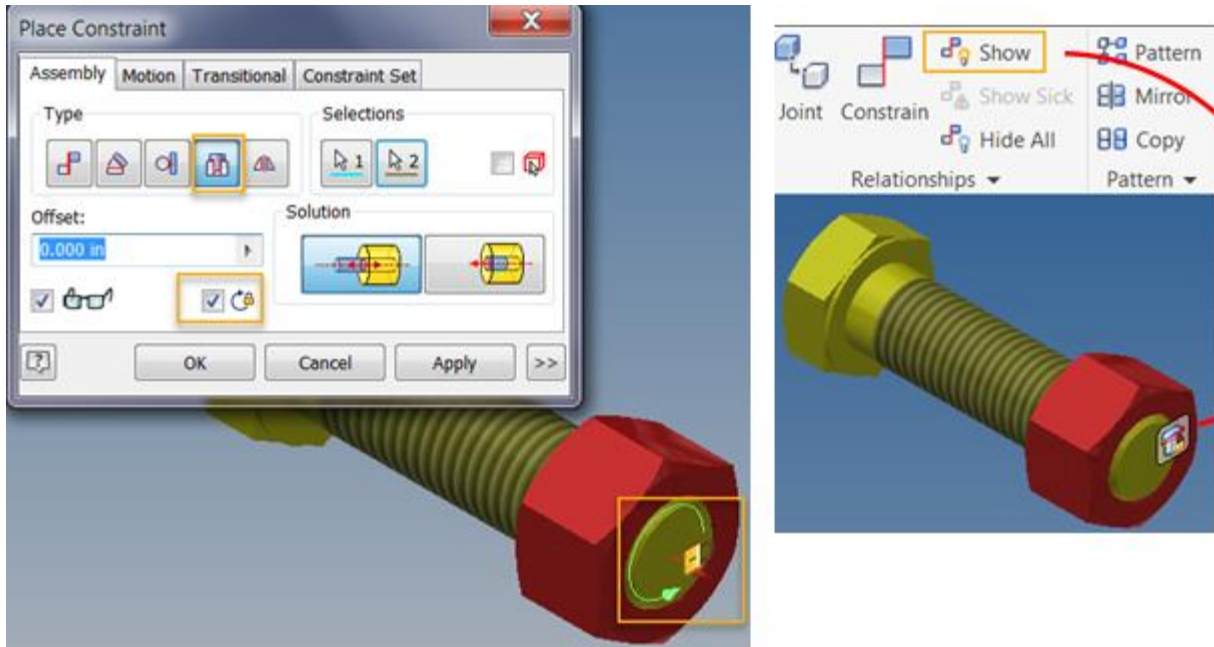 Place Constraint
Assembly Motion Transitional Constraint Set
Type
Selections
1 2
Offset:
Solution
0.000 in
OK Cancel Apply >>
Show
Pattern
Joint Constrain
Show Sick
Mirror
Hide All
Copy
Relationships
Pattern